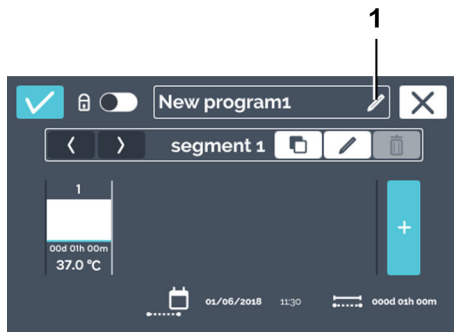 1
New program1
segment 1
1
00d 01h 00m
37.0 °C
+
01/06/2018 11:30 000d 01h 00m